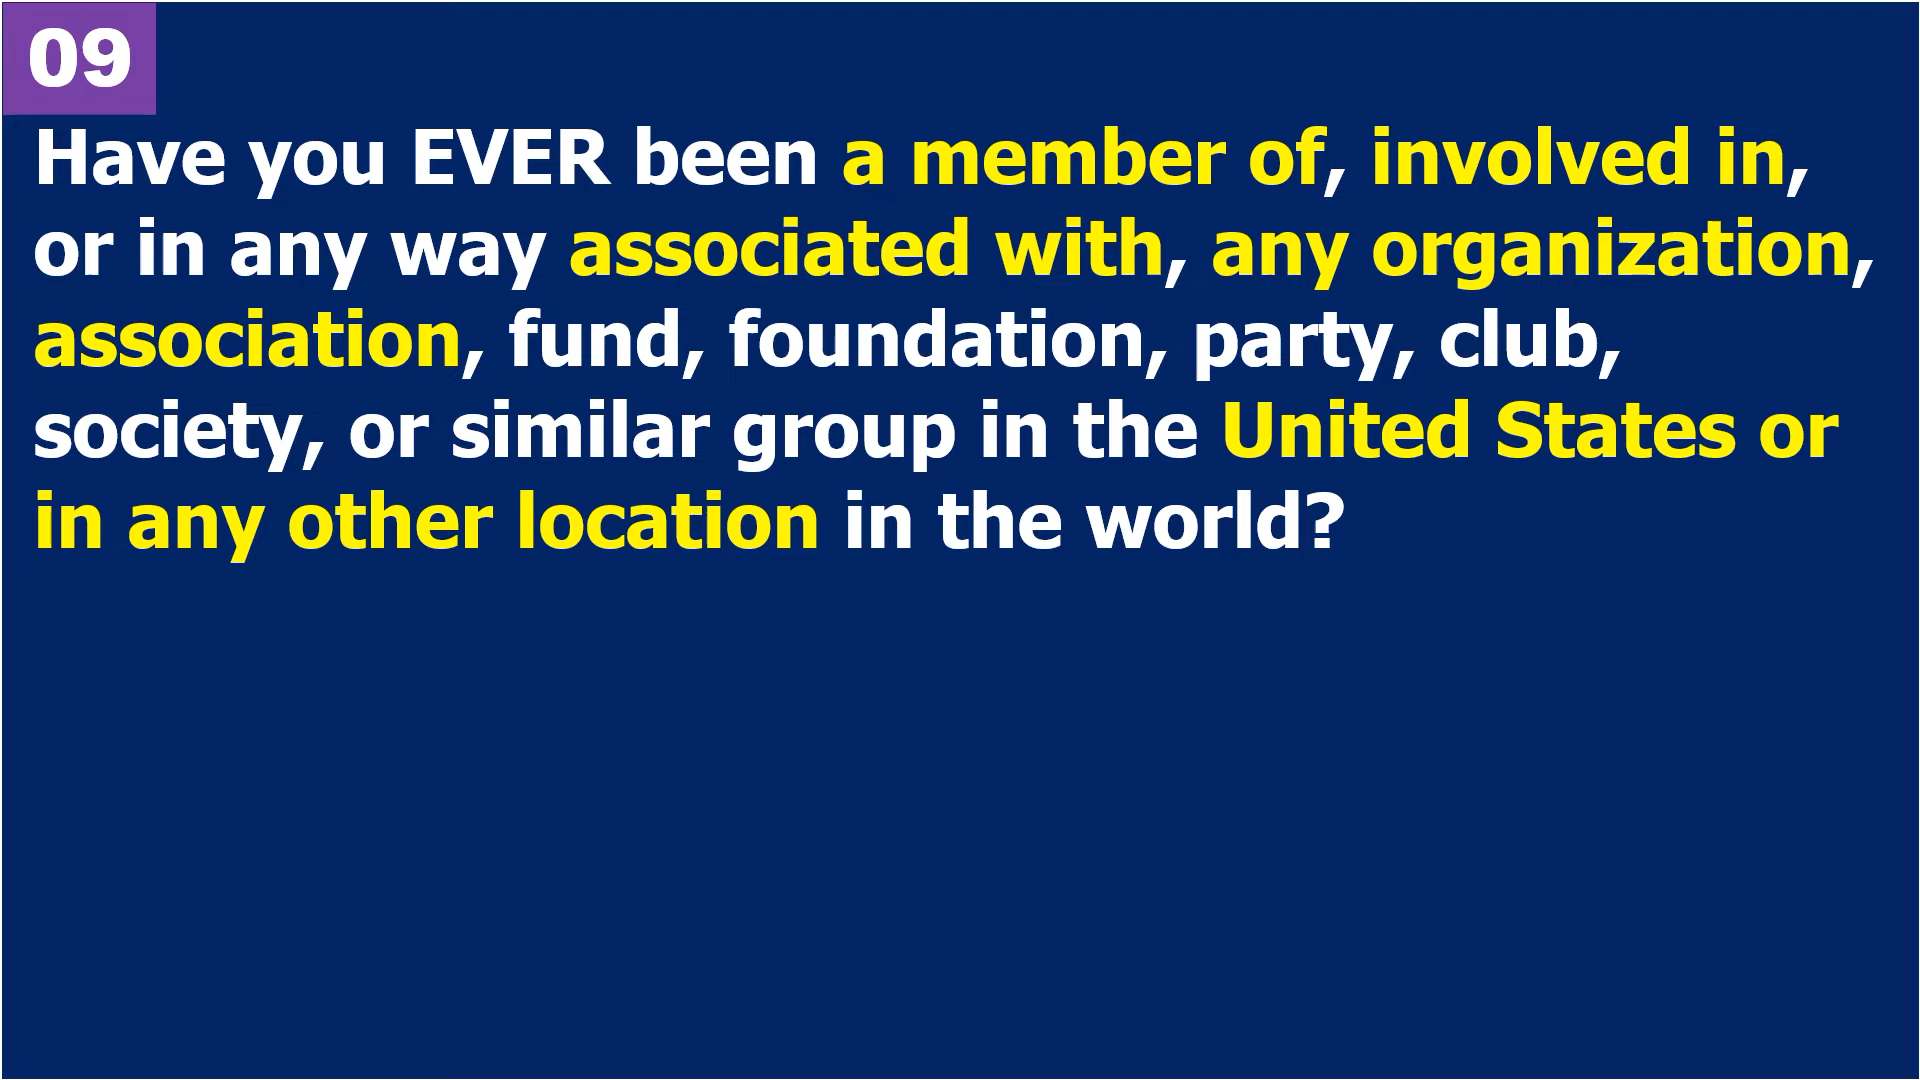 09
Have you EVER been a member of, involved in,
or in any way associated with, any organization,
association, fund, foundation, party, club,
society, or similar group in the United States or
in any other location in the world?